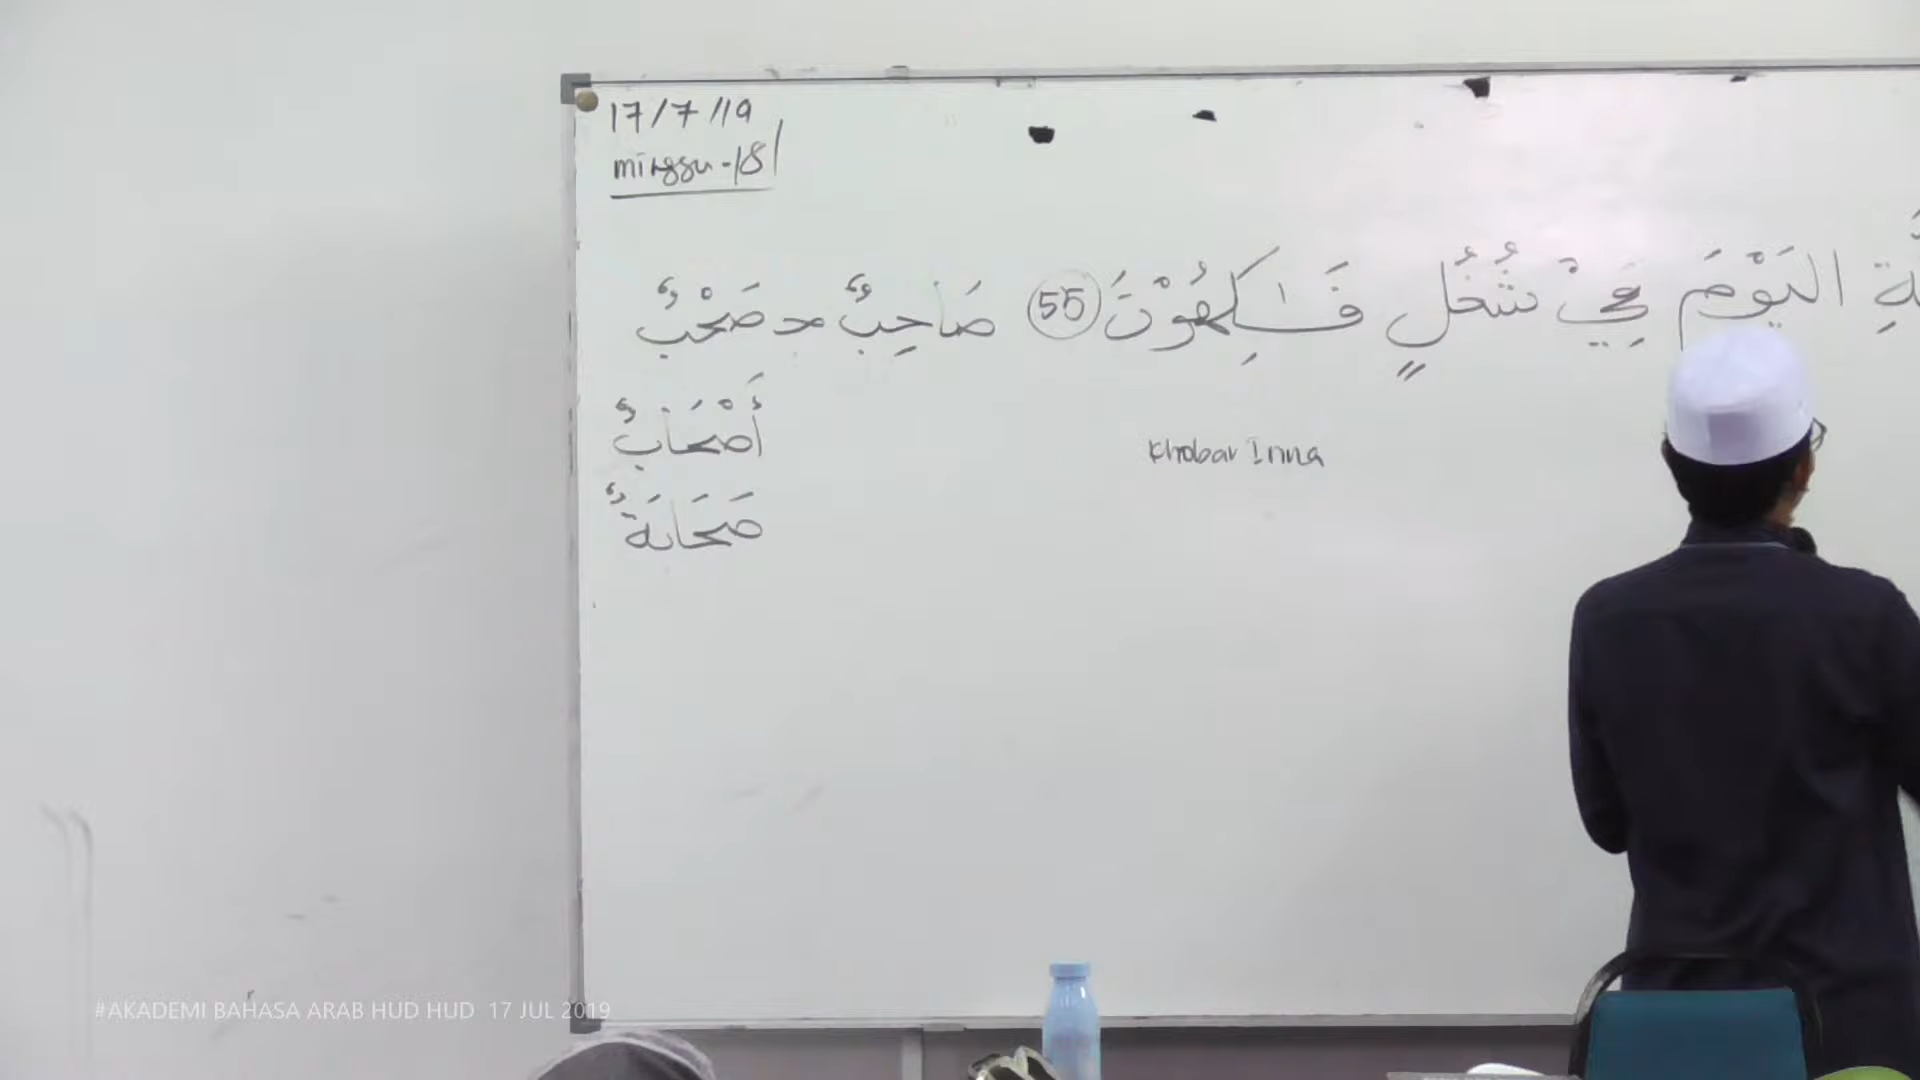 17/7/19
minggu-18
ـةِ الْيَوْمَ فِيْ شُغُلٍ فَاكِهُوْنَ 55 صَاحِبٌ ج صَحْبٌ
أَصْحَابٌ
صَحَابَةٌ
Khobar Inna
#AKADEMI BAHASA ARAB HUD HUD 17 JUL 2019